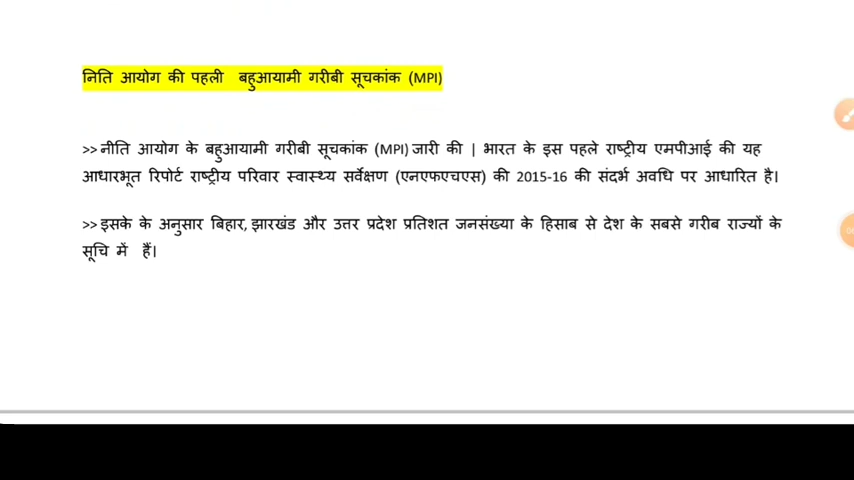 निति आयोग की पहली बहुआयामी गरीबी सूचकांक (MPI)
>> नीति आयोग के बहुआयामी गरीबी सूचकांक (MPI) जारी की | भारत के इस पहले राष्ट्रीय एमपीआई की यह
आधारभूत रिपोर्ट राष्ट्रीय परिवार स्वास्थ्य सर्वेक्षण (एनएफएचएस) की 2015-16 की संदर्भ अवधि पर आधारित है।
>> इसके के अनुसार बिहार, झारखंड और उत्तर प्रदेश प्रतिशत जनसंख्या के हिसाब से देश के सबसे गरीब राज्यों के
सूचि में हैं।